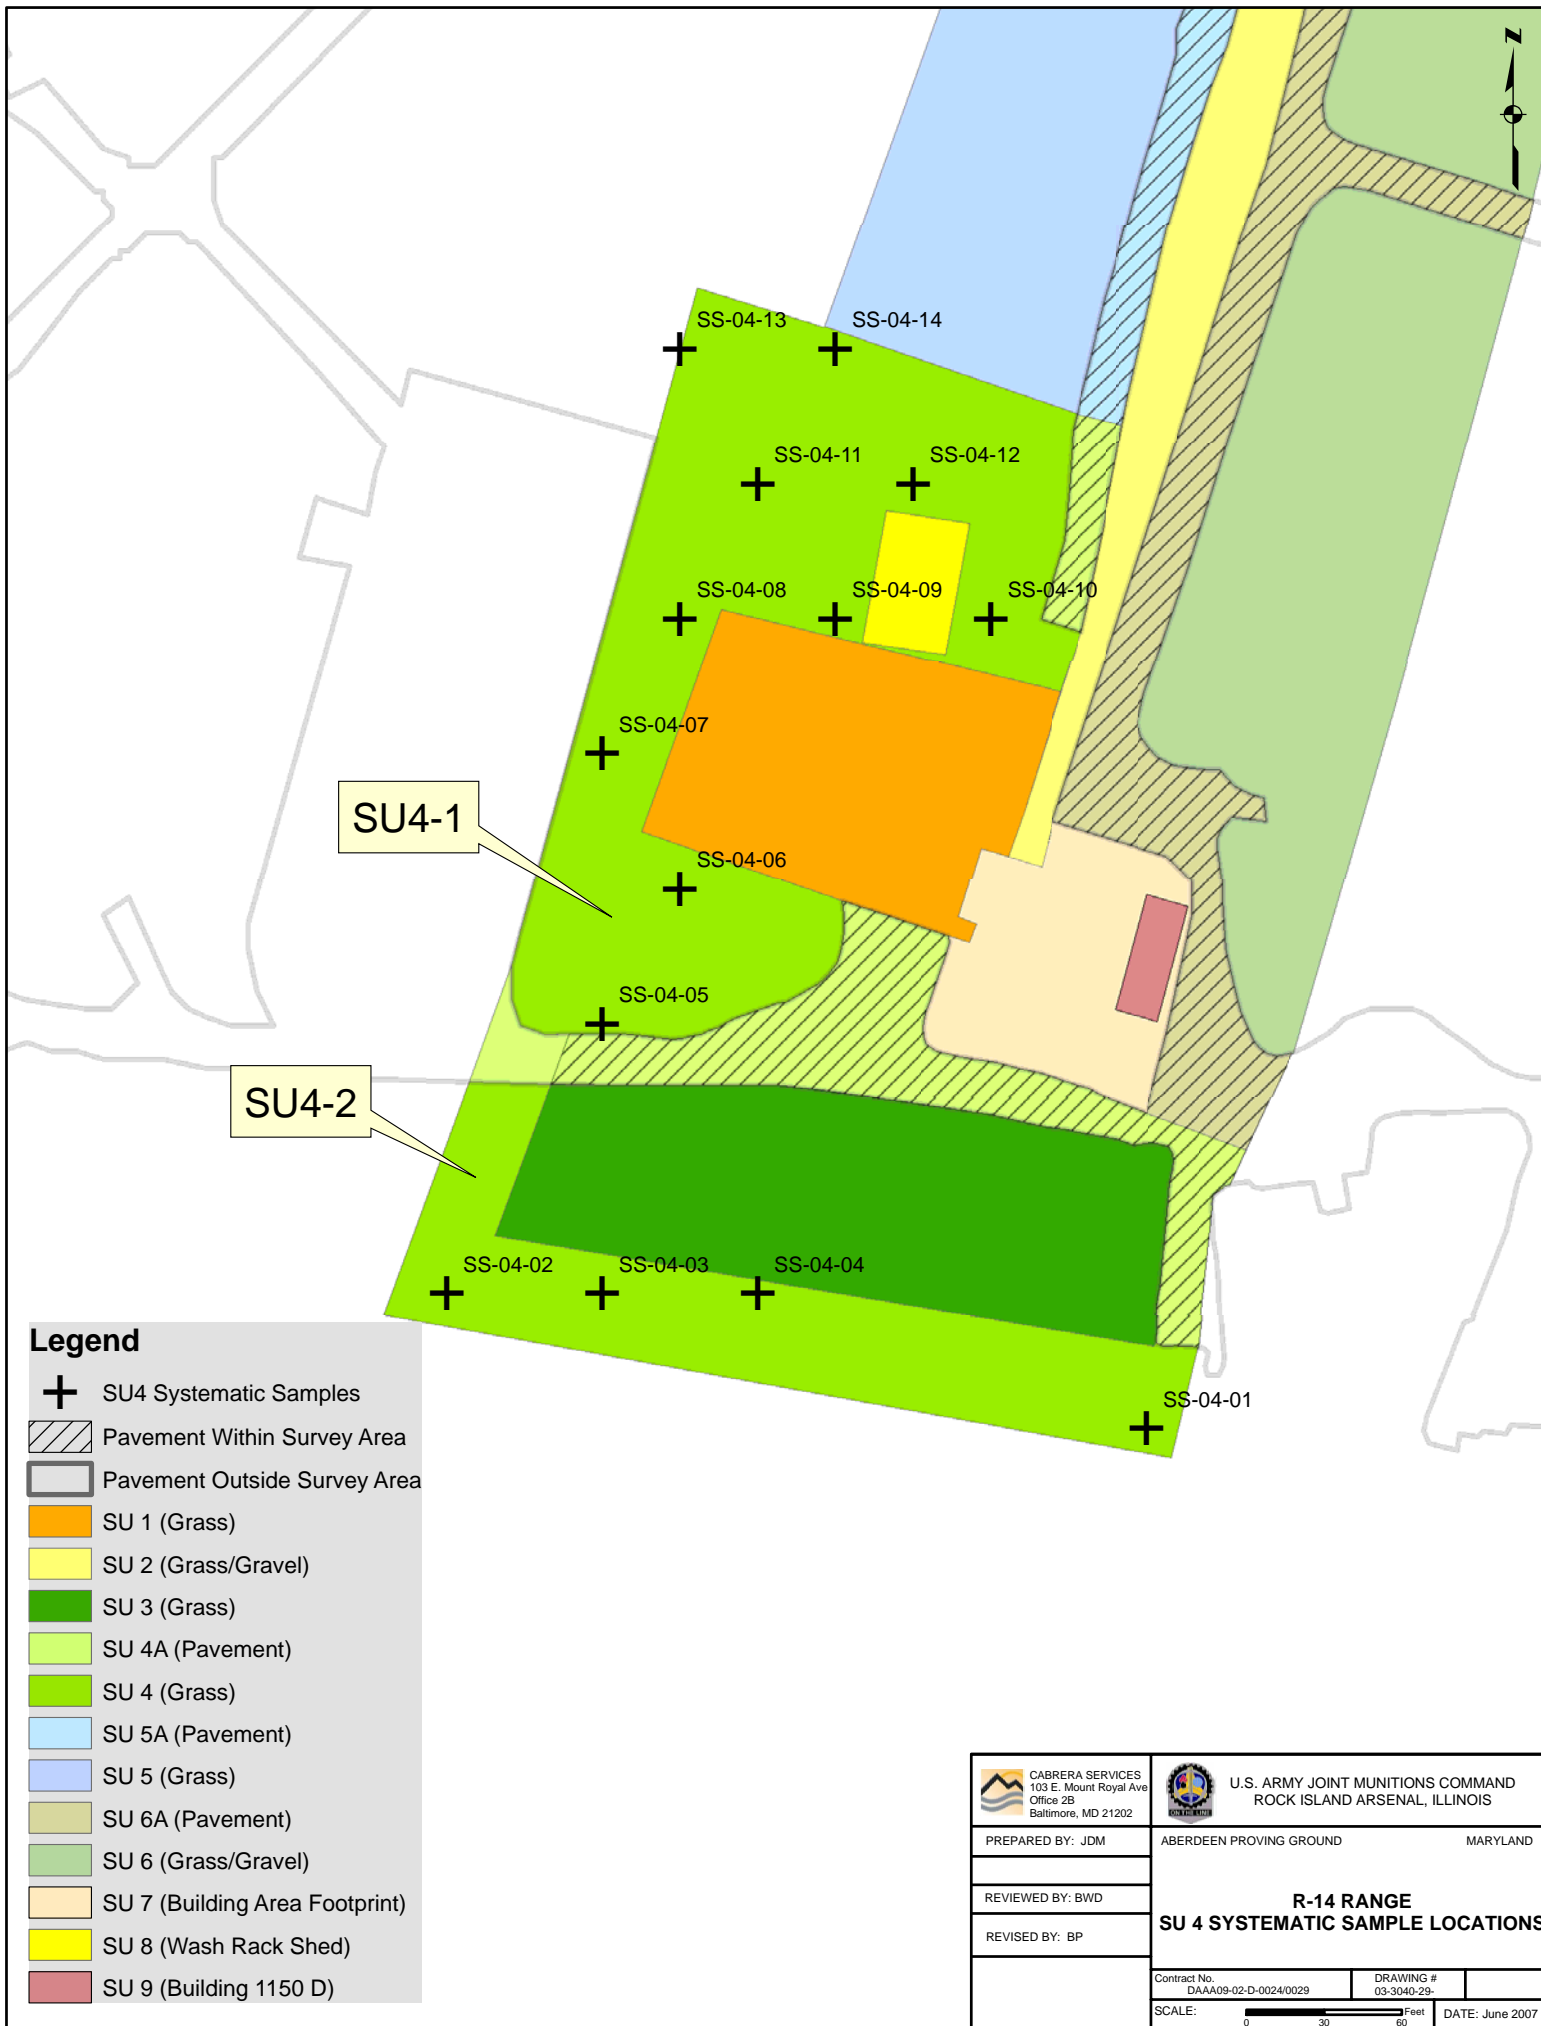 N
SS-04-13
SS-04-14
SS-04-11
SS-04-12
SS-04-08
SS-04-09
SS-04-10
SS-04-07
SU4-1
SS-04-06
SS-04-05
SU4-2
SS-04-02
SS-04-03
SS-04-04
SS-04-01
Legend
SU4 Systematic Samples
Pavement Within Survey Area
Pavement Outside Survey Area
SU 1 (Grass)
SU 2 (Grass/Gravel)
SU 3 (Grass)
SU 4A (Pavement)
SU 4 (Grass)
SU 5A (Pavement)
SU 5 (Grass)
SU 6A (Pavement)
SU 6 (Grass/Gravel)
SU 7 (Building Area Footprint)
SU 8 (Wash Rack Shed)
SU 9 (Building 1150 D)
CABRERA SERVICES
103 E. Mount Royal Ave
Office 2B
Baltimore, MD 21202
ON THE LINE
U.S. ARMY JOINT MUNITIONS COMMAND
ROCK ISLAND ARSENAL, ILLINOIS
PREPARED BY: JDM
ABERDEEN PROVING GROUND MARYLAND
REVIEWED BY: BWD
R-14 RANGE
SU 4 SYSTEMATIC SAMPLE LOCATIONS
REVISED BY: BP
Contract No.
DAAA09-02-D-0024/0029
DRAWING #
03-3040-29-
SCALE:
Feet
0 30 60
DATE: June 2007